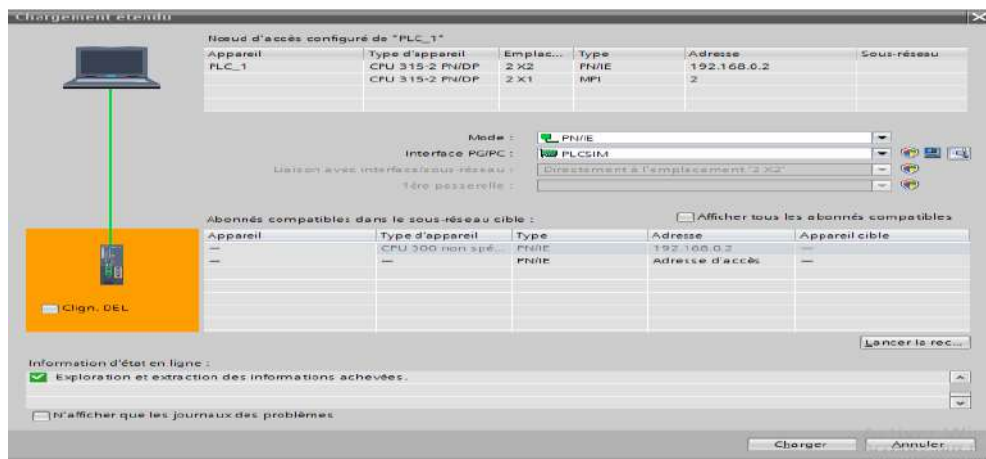 Chargement étendu
Nœud d'accès configuré de "PLC_1"
Appareil Type d'appareil Emplac... Type Adresse Sous-réseau
PLC_1 CPU 315-2 PN/DP 2 X2 PN/IE 192.168.0.2
CPU 315-2 PN/DP 2 X1 MPI 2
Mode : PN/IE
Interface PG/PC : PLCSIM
Liaison avec interface/sous-réseau : Directement à l'emplacement "2 X2"
1ère passerelle :
Abonnés compatibles dans le sous-réseau cible : Afficher tous les abonnés compatibles
Appareil Type d'appareil Type Adresse Appareil cible
— CPU 300 non spé... PN/IE 192.168.0.2 —
— — PN/IE Adresse d'accès —
Clign. DEL
Lancer la rec...
Information d'état en ligne :
Exploration et extraction des informations achevées.
N'afficher que les journaux des problèmes
Charger Annuler